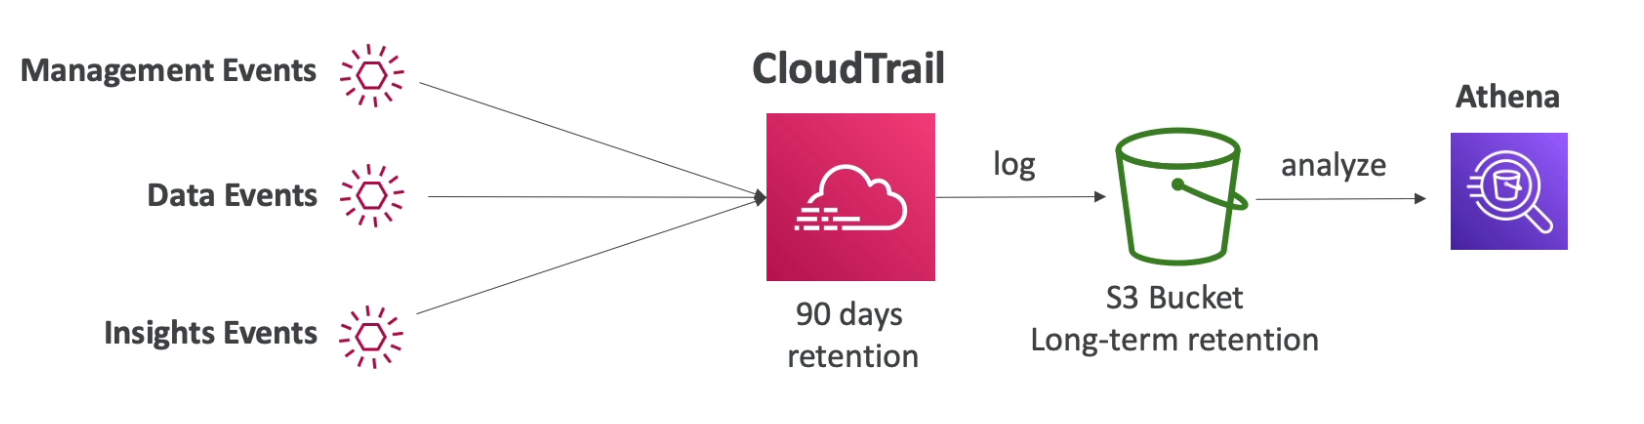 Management Events
Data Events
Insights Events
CloudTrail
90 days
retention
log
S3 Bucket
Long-term retention
analyze
Athena